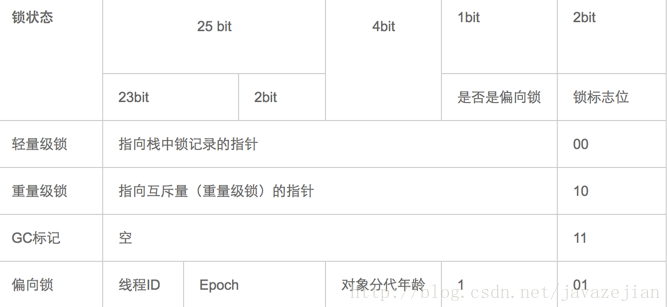 锁状态 25 bit 4bit 1bit 2bit
23bit 2bit 是否是偏向锁 锁标志位
轻量级锁 指向栈中锁记录的指针 00
重量级锁 指向互斥量（重量级锁）的指针 10
GC标记 空 11
偏向锁 线程ID Epoch 对象分代年龄 1 01
http://blog.csdn.net/javazejian